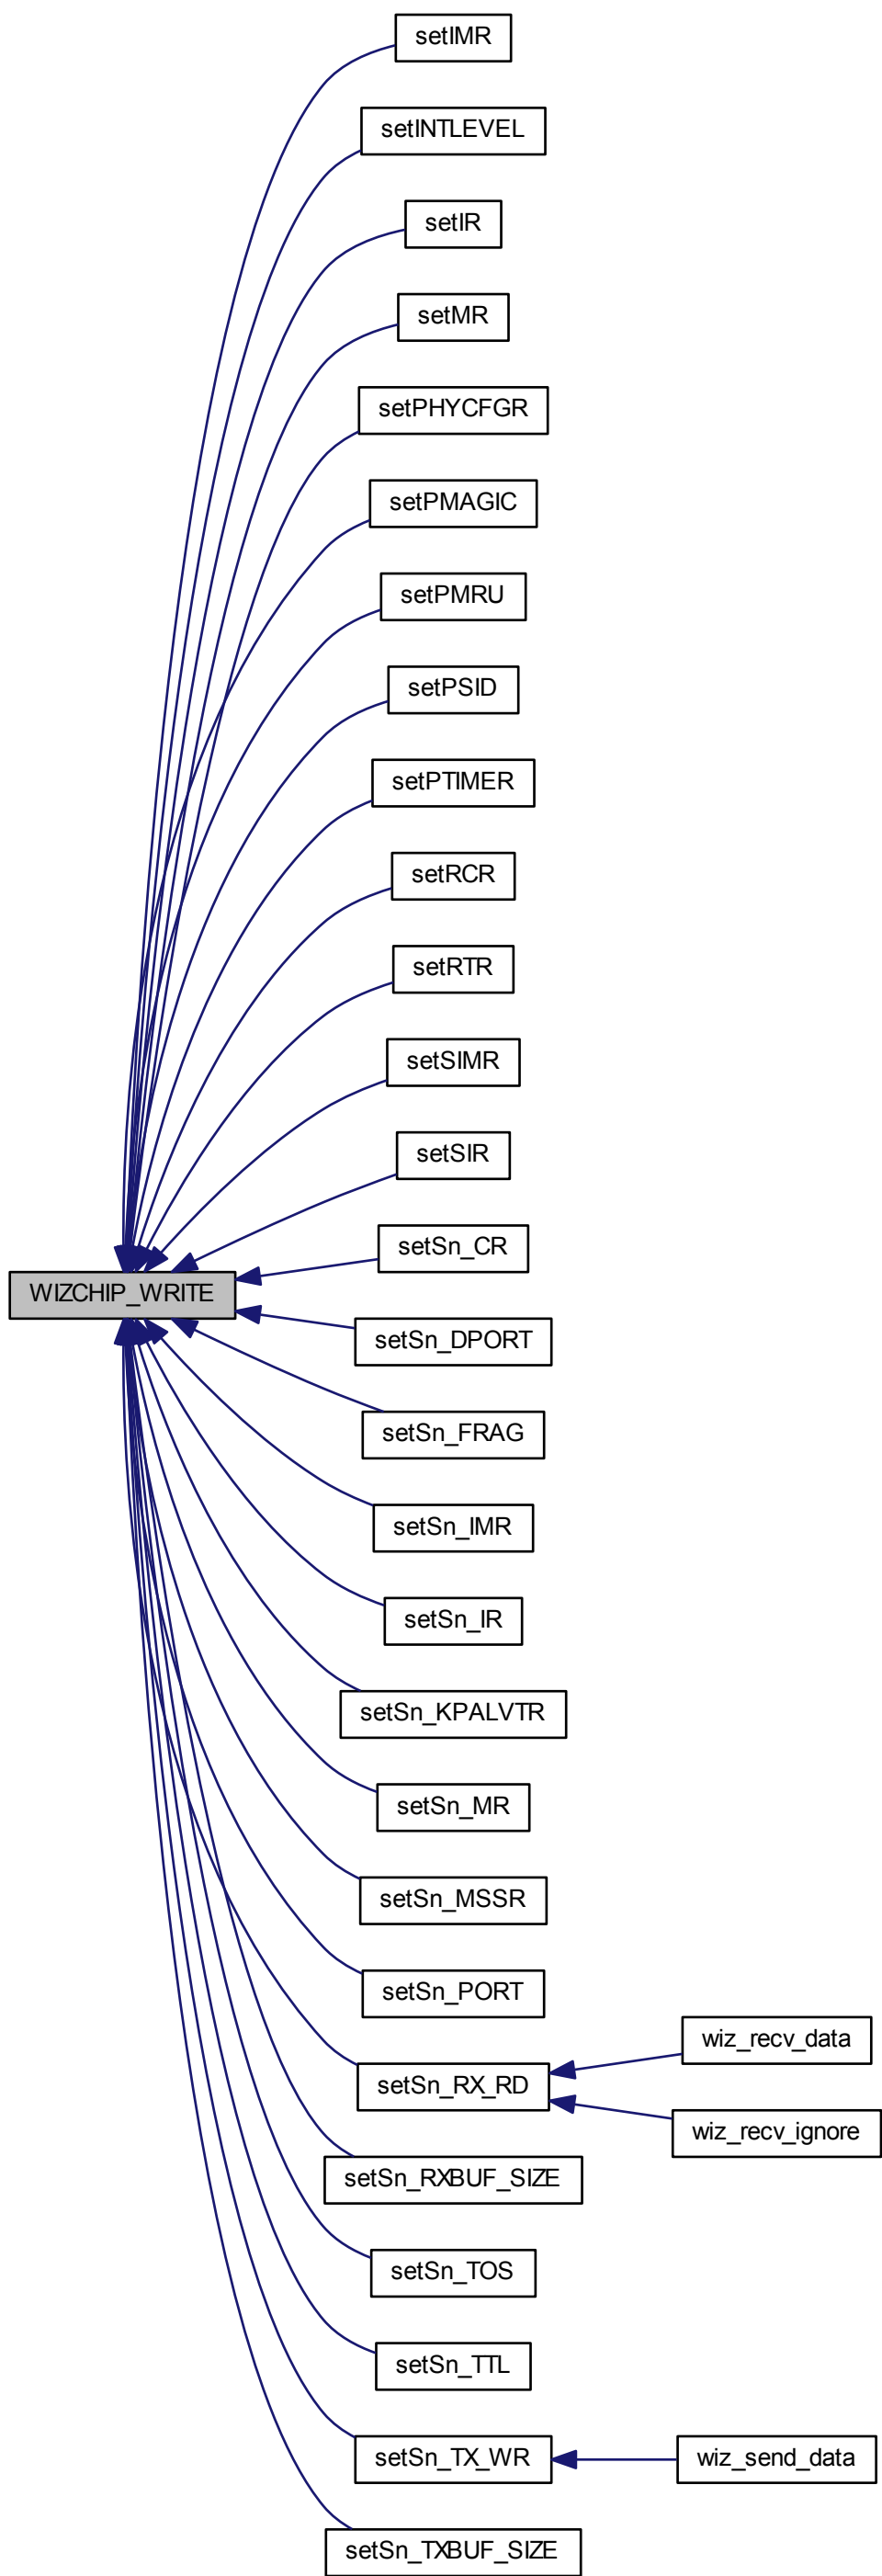 setIMR
setINTLEVEL
setIR
setMR
setPHYCFGR
setPMAGIC
setPMRU
setPSID
setPTIMER
setRCR
setRTR
setSIMR
setSIR
setSn_CR
WIZCHIP_WRITE
setSn_DPORT
setSn_FRAG
setSn_IMR
setSn_IR
setSn_KPALVTR
setSn_MR
setSn_MSSR
setSn_PORT
wiz_recv_data
setSn_RX_RD
wiz_recv_ignore
setSn_RXBUF_SIZE
setSn_TOS
setSn_TTL
setSn_TX_WR
wiz_send_data
setSn_TXBUF_SIZE